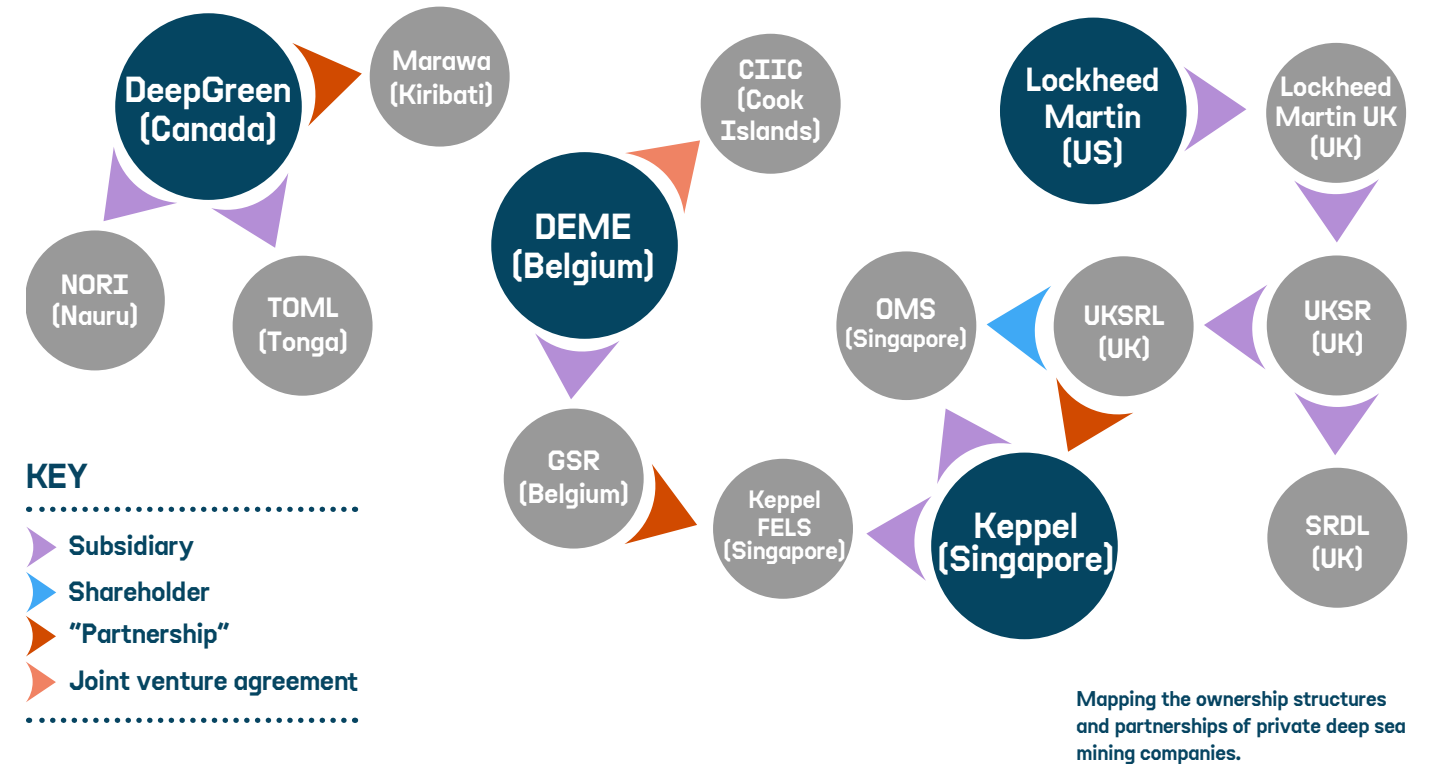 DeepGreen
(Canada)
Marawa
(Kiribati)
NORI
(Nauru)
TOML
(Tonga)
CIIC
(Cook
Islands)
DEME
(Belgium)
GSR
(Belgium)
Keppel
FELS
(Singapore)
Lockheed
Martin
(US)
Lockheed
Martin UK
(UK)
OMS
(Singapore)
UKSRL
(UK)
UKSR
(UK)
Keppel
(Singapore)
SRDL
(UK)
KEY
Subsidiary
Shareholder
"Partnership"
Joint venture agreement
Mapping the ownership structures
and partnerships of private deep sea
mining companies.